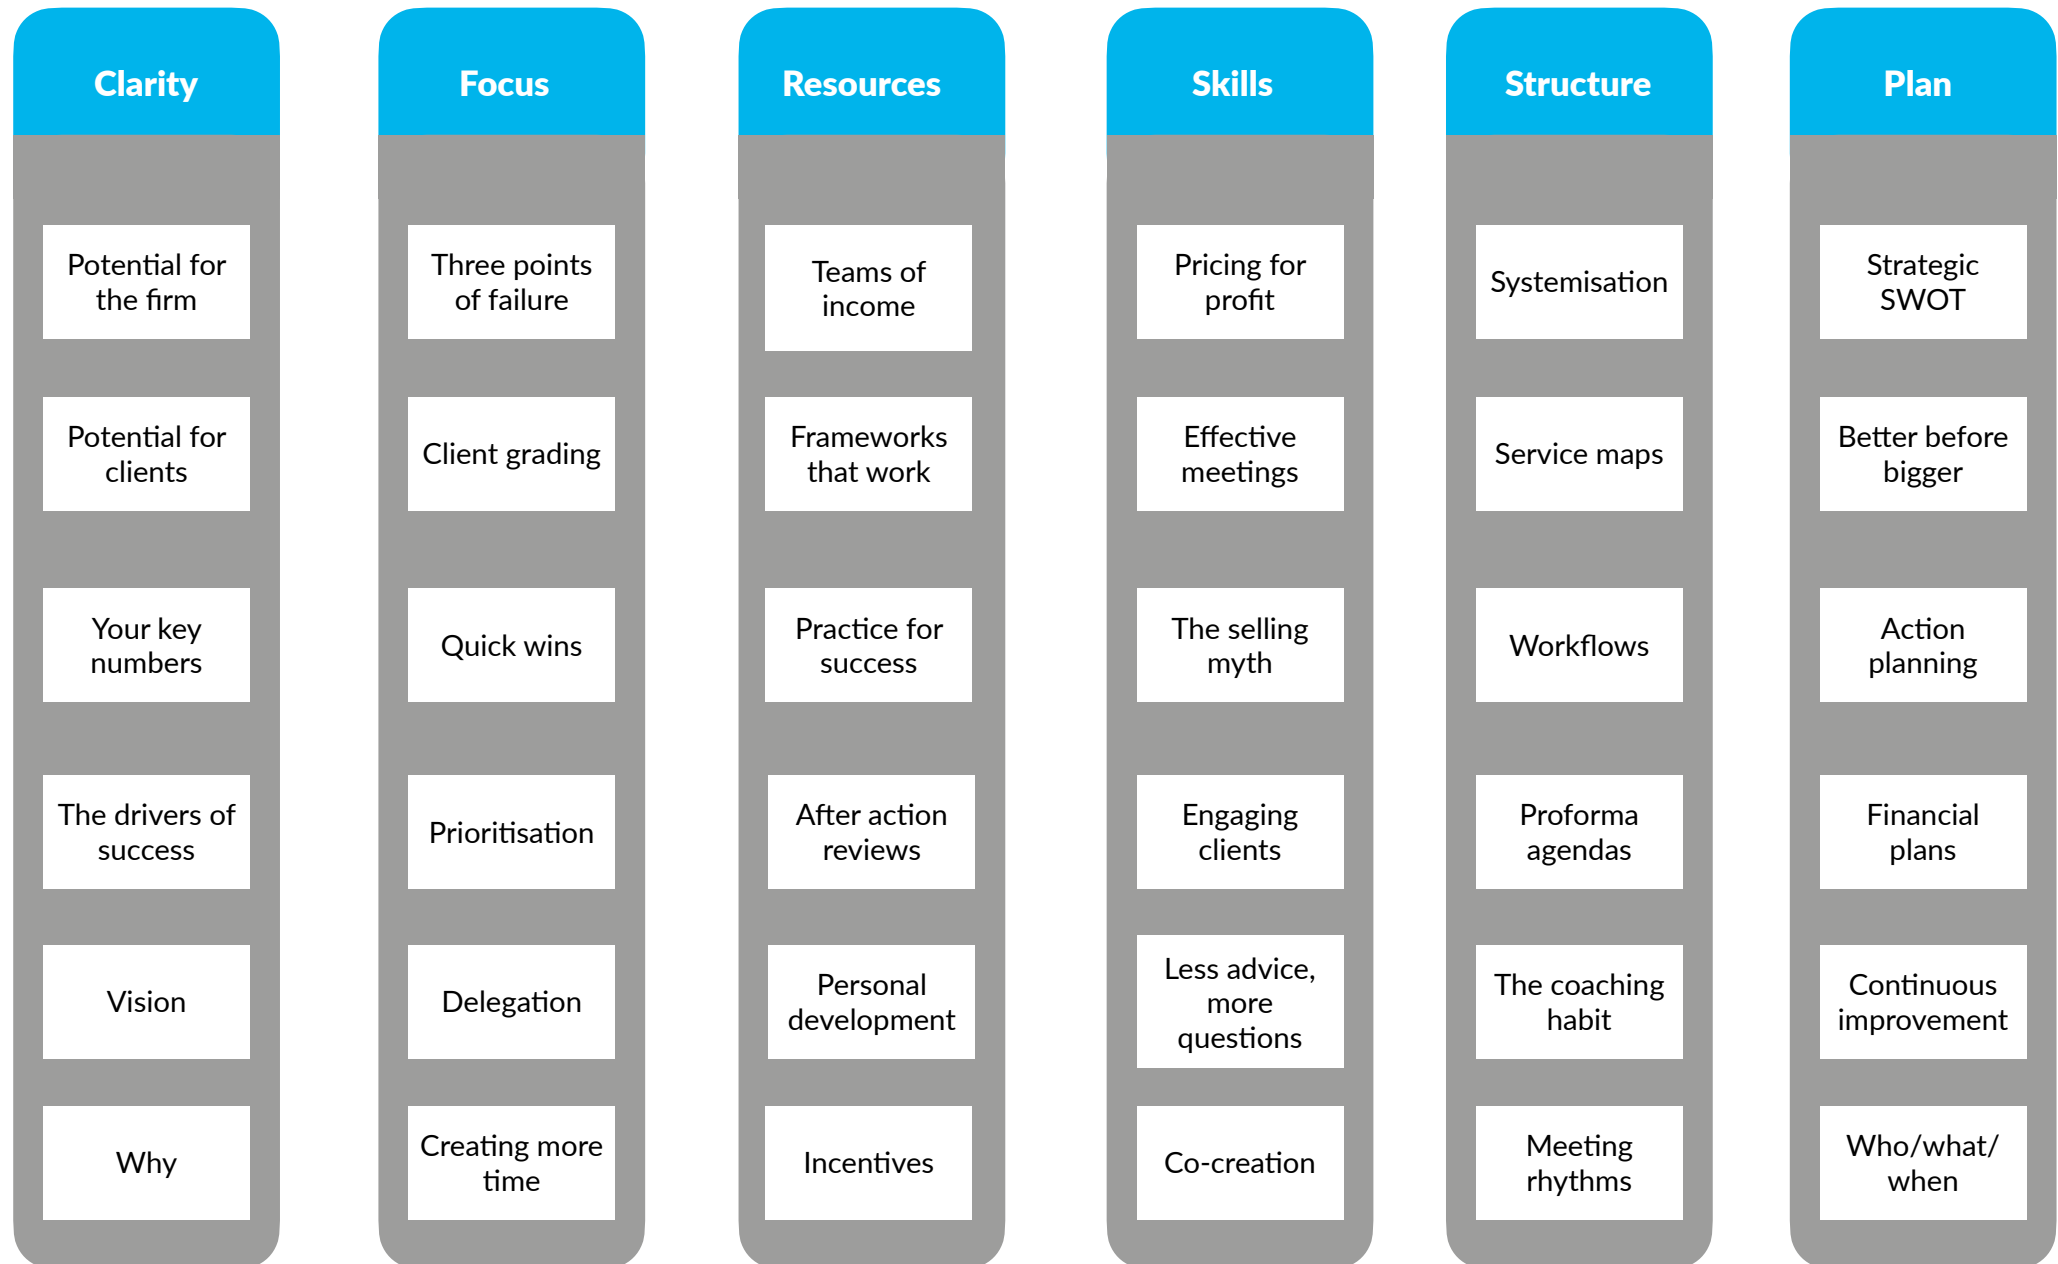 Clarity
Potential for
the firm
Potential for
clients
Your key
numbers
The drivers of
success
Vision
Why
Focus
Three points
of failure
Client grading
Quick wins
Prioritisation
Delegation
Creating more
time
Resources
Teams of
income
Frameworks
that work
Practice for
success
After action
reviews
Personal
development
Incentives
Skills
Pricing for
profit
Effective
meetings
The selling
myth
Engaging
clients
Less advice,
more
questions
Co-creation
Structure
Systemisation
Service maps
Workflows
Proforma
agendas
The coaching
habit
Meeting
rhythms
Plan
Strategic
SWOT
Better before
bigger
Action
planning
Financial
plans
Continuous
improvement
Who/what/
when